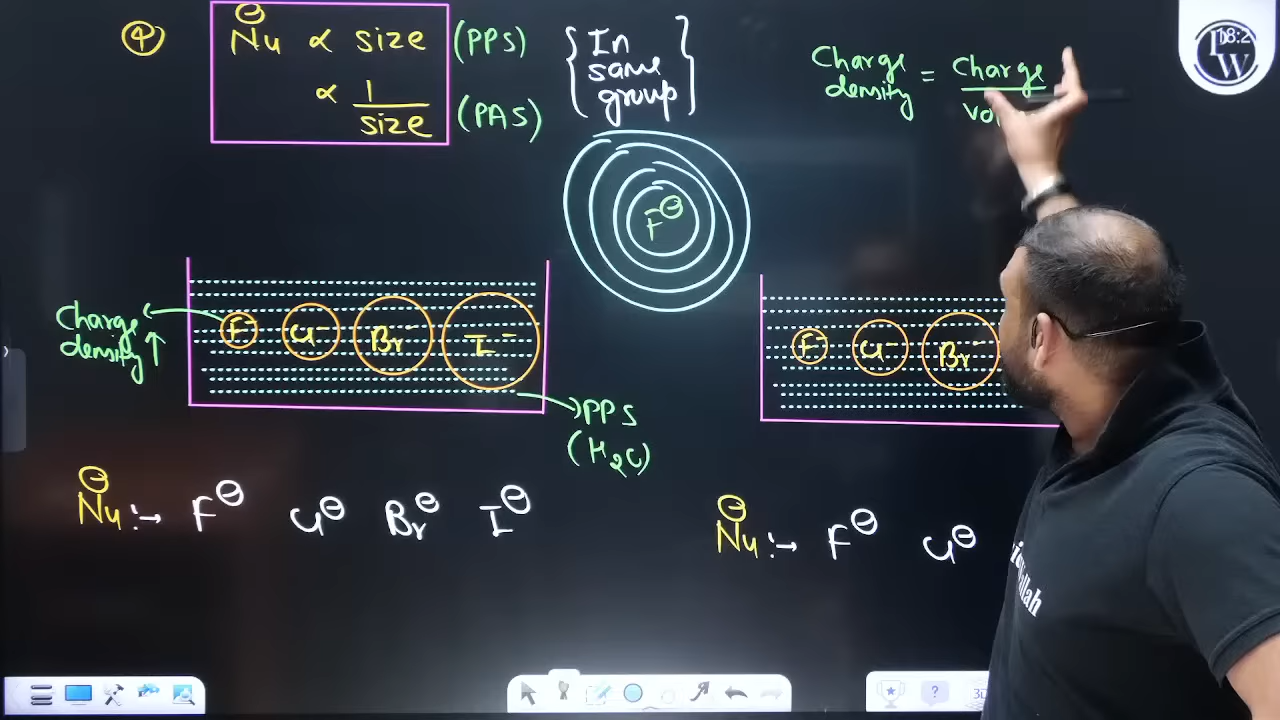 4
Nu⊖ ∝ size (PPS)
∝ 1/size (PAS)
{In same group}
Charge density = Charge
F⊖
Charge density ↑
F⁻ Cl⁻ Br⁻ I⁻
PPS
(H₂O)
F⁻ Cl⁻ Br⁻
Nu⊖ :→ F⊖ Cl⊖ Br⊖ I⊖
Nu⊖ :→ F⊖ Cl⊖
W
?
3D